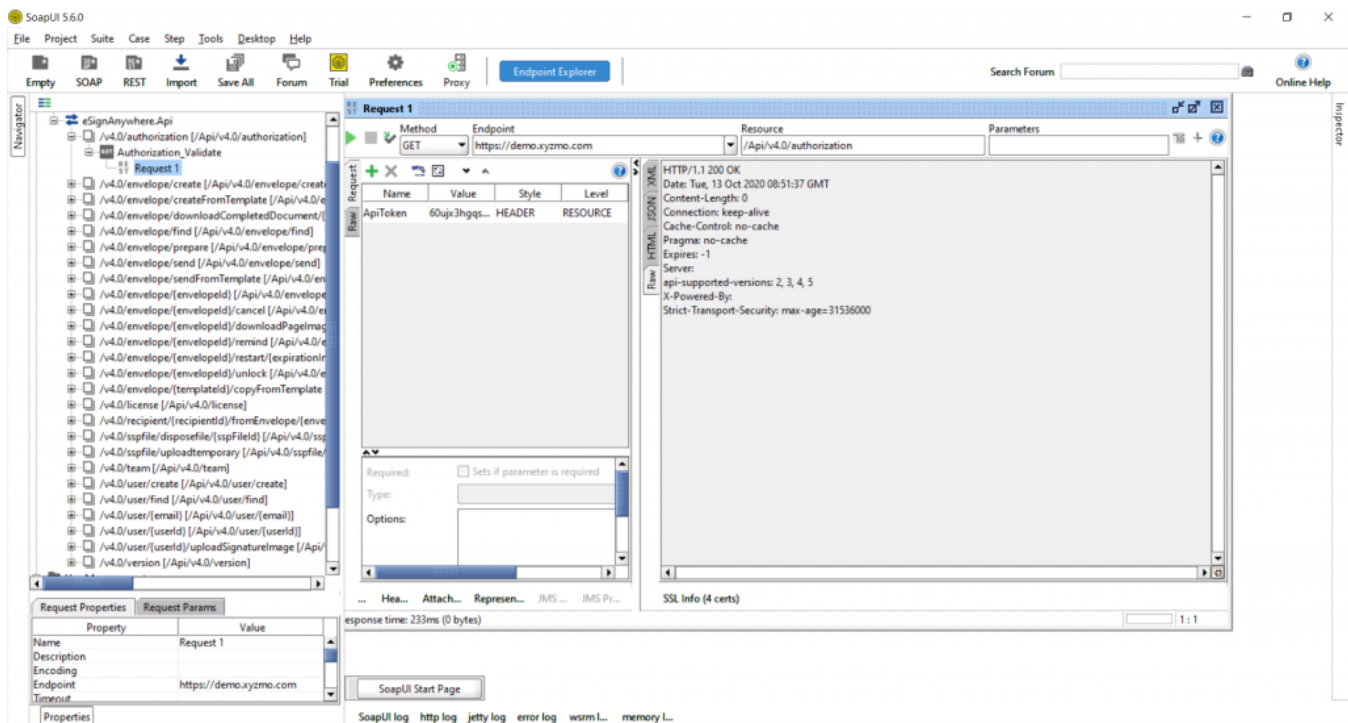 SoapUI 5.6.0
File Project Suite Case Step Tools Desktop Help
Empty SOAP REST Import Save All Forum Trial Preferences Proxy
Endpoint Explorer
Search Forum
Online Help
Navigator
eSignAnywhere.Api
/v4.0/authorization [/Api/v4.0/authorization]
GET Authorization_Validate
Request 1
/v4.0/envelope/create [/Api/v4.0/envelope/create
/v4.0/envelope/createFromTemplate [/Api/v4.0/e
/v4.0/envelope/downloadCompletedDocument/{
/v4.0/envelope/find [/Api/v4.0/envelope/find]
/v4.0/envelope/prepare [/Api/v4.0/envelope/prep
/v4.0/envelope/send [/Api/v4.0/envelope/send]
/v4.0/envelope/sendFromTemplate [/Api/v4.0/en
/v4.0/envelope/{envelopeId} [/Api/v4.0/envelope
/v4.0/envelope/{envelopeId}/cancel [/Api/v4.0/e
/v4.0/envelope/{envelopeId}/downloadPageImag
/v4.0/envelope/{envelopeId}/remind [/Api/v4.0/e
/v4.0/envelope/{envelopeId}/restart/{expirationIn
/v4.0/envelope/{envelopeId}/unlock [/Api/v4.0/e
/v4.0/envelope/{templateId}/copyFromTemplate
/v4.0/license [/Api/v4.0/license]
/v4.0/recipient/{recipientId}/fromEnvelope/{enve
/v4.0/sspfile/disposefile/{sspFileId} [/Api/v4.0/ssp
/v4.0/sspfile/uploadtemporary [/Api/v4.0/sspfile/
/v4.0/team [/Api/v4.0/team]
/v4.0/user/create [/Api/v4.0/user/create]
/v4.0/user/find [/Api/v4.0/user/find]
/v4.0/user/{email} [/Api/v4.0/user/{email}]
/v4.0/user/{userId} [/Api/v4.0/user/{userId}]
/v4.0/user/{userId}/uploadSignatureImage [/Api/
/v4.0/version [/Api/v4.0/version]
Request Properties Request Params
Property Value
Name Request 1
Description
Encoding
Endpoint https://demo.xyzmo.com
Timeout
Properties
REST Request 1
Method Endpoint Resource Parameters
GET https://demo.xyzmo.com /Api/v4.0/authorization
Request
Raw
Name Value Style Level
ApiToken 60ujx3hgqs... HEADER RESOURCE
Required: Sets if parameter is required
Type:
Options:
... Hea... Attach... Represen... JMS ... JMS Pr...
esponse time: 233ms (0 bytes)
XML
JSON
HTML
Raw
HTTP/1.1 200 OK
Date: Tue, 13 Oct 2020 08:51:37 GMT
Content-Length: 0
Connection: keep-alive
Cache-Control: no-cache
Pragma: no-cache
Expires: -1
Server:
api-supported-versions: 2, 3, 4, 5
X-Powered-By:
Strict-Transport-Security: max-age=31536000
SSL Info (4 certs)
1 : 1
Inspector
SoapUI Start Page
SoapUI log http log jetty log error log wsrm l... memory l...